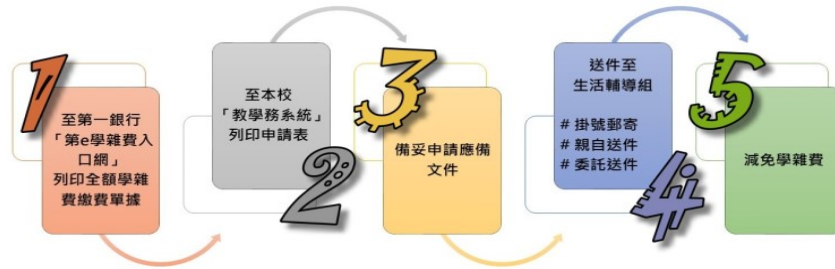 1
至第一銀行
「第e學雜費入
口網」
列印全額學雜
費繳費單據
2
至本校
「教學務系統」
列印申請表
3
備妥申請應備
文件
4
送件至
生活輔導組
# 掛號郵寄
# 親自送件
# 委託送件
5
減免學雜費